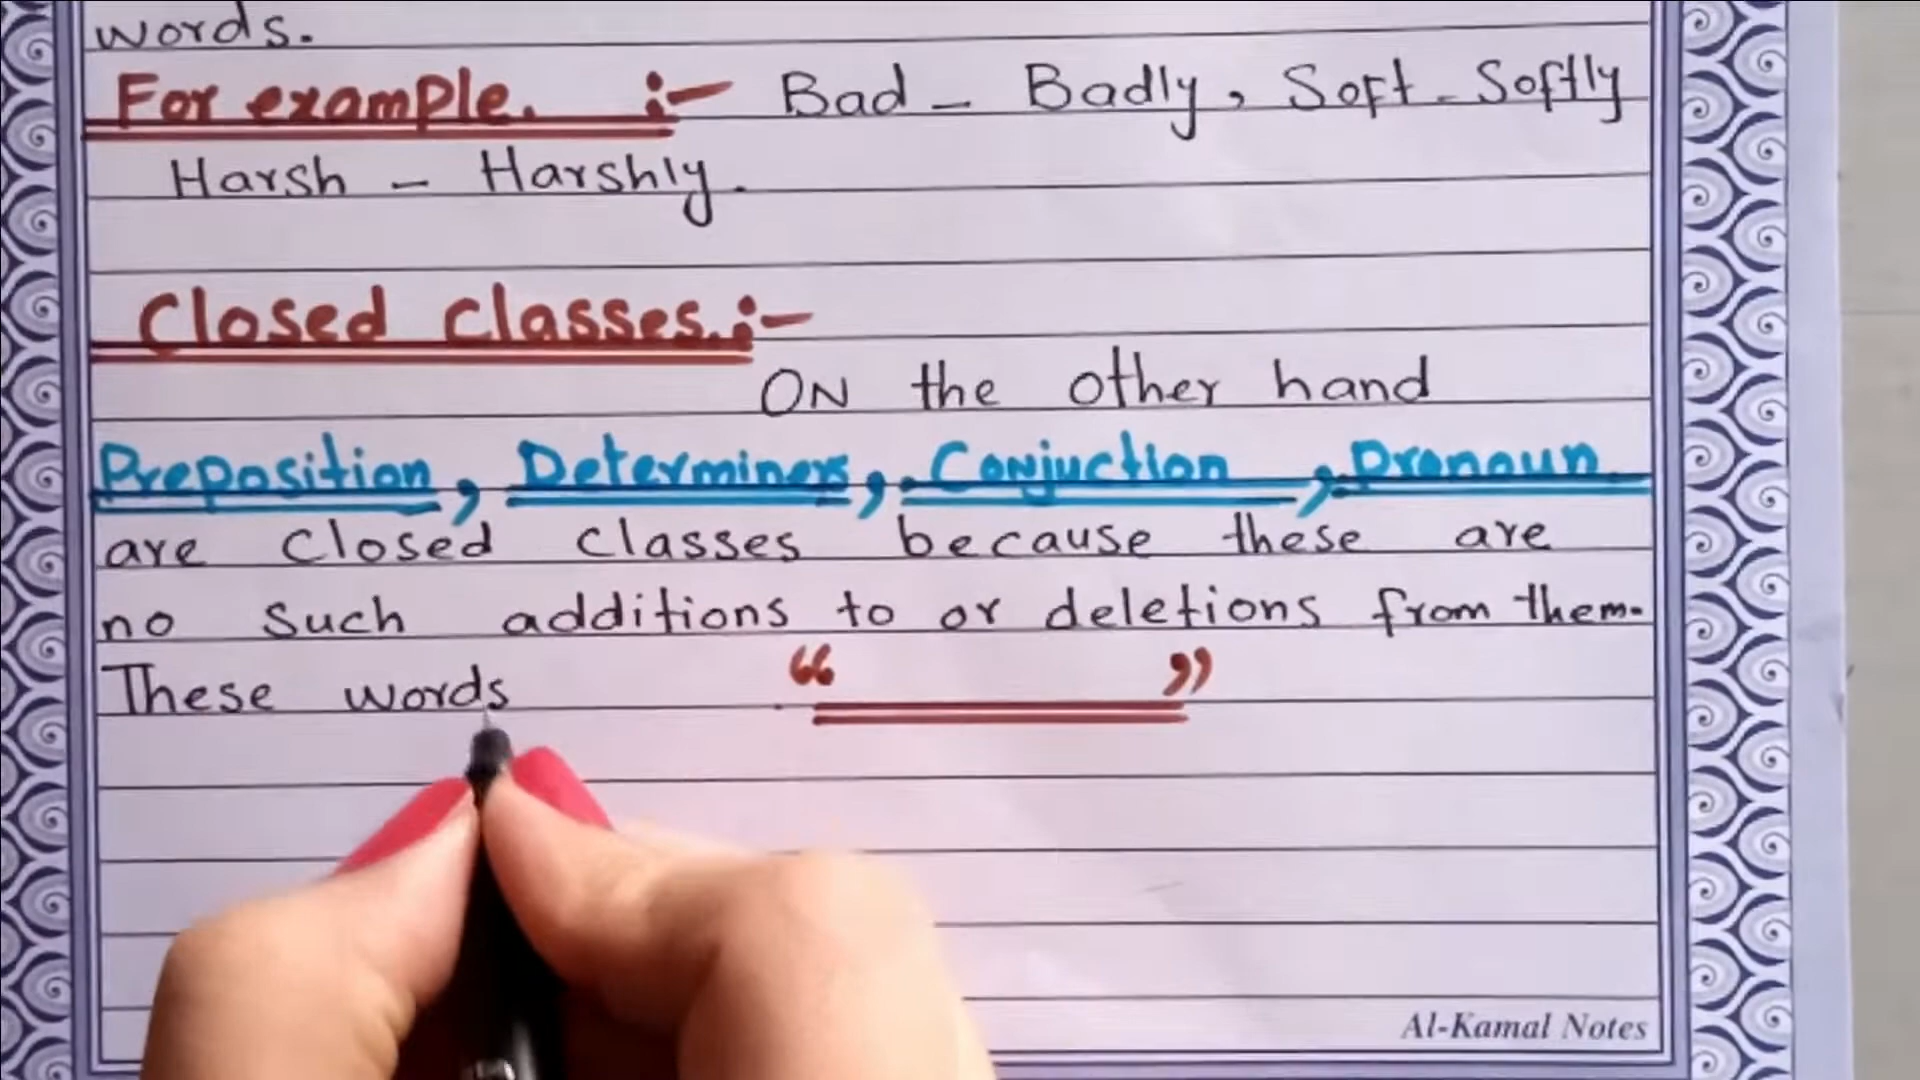 words.
For example. :- Bad - Badly, Soft - Softly
Harsh - Harshly.
Closed Classes.:-
ON the other hand
Preposition, Determiners, Conjuction, Pronoun
are Closed Classes because these are
no such additions to or deletions from them.
These words “ ”
Al-Kamal Notes